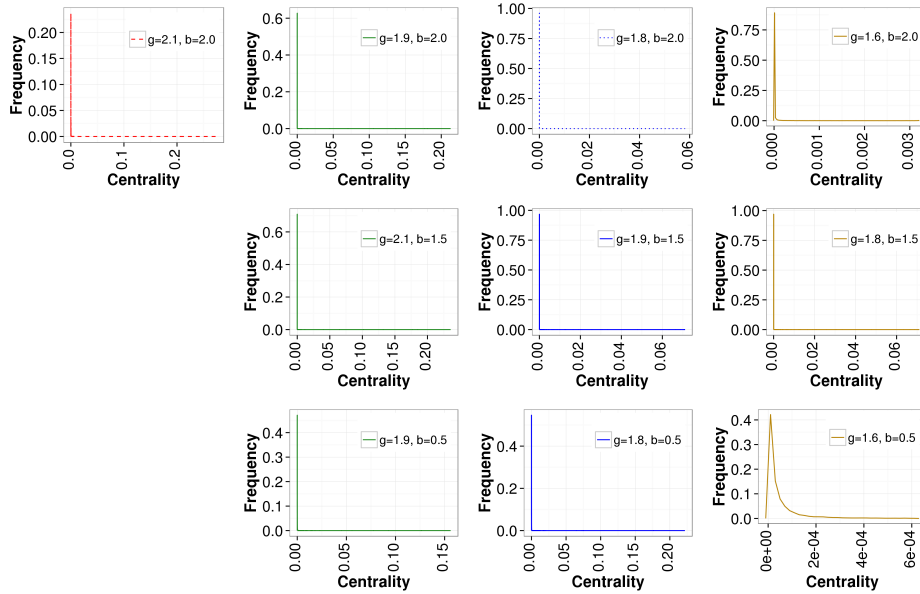 g=2.1, b=2.0
Frequency
0.20
0.15
0.10
0.05
0.00
0.0
0.1
0.2
Centrality
g=1.9, b=2.0
Frequency
0.6
0.4
0.2
0.0
0.00
0.05
0.10
0.15
0.20
Centrality
g=1.8, b=2.0
Frequency
1.00
0.75
0.50
0.25
0.00
0.00
0.02
0.04
0.06
Centrality
g=1.6, b=2.0
Frequency
0.75
0.50
0.25
0.00
0.000
0.001
0.002
0.003
Centrality
g=2.1, b=1.5
Frequency
0.6
0.4
0.2
0.0
0.00
0.05
0.10
0.15
0.20
Centrality
g=1.9, b=1.5
Frequency
1.00
0.75
0.50
0.25
0.00
0.00
0.02
0.04
0.06
Centrality
g=1.8, b=1.5
Frequency
1.00
0.75
0.50
0.25
0.00
0.00
0.02
0.04
0.06
Centrality
g=1.9, b=0.5
Frequency
0.4
0.3
0.2
0.1
0.0
0.00
0.05
0.10
0.15
Centrality
g=1.8, b=0.5
Frequency
0.4
0.2
0.0
0.00
0.05
0.10
0.15
0.20
Centrality
g=1.6, b=0.5
Frequency
0.4
0.3
0.2
0.1
0.0
0e+00
2e-04
4e-04
6e-04
Centrality